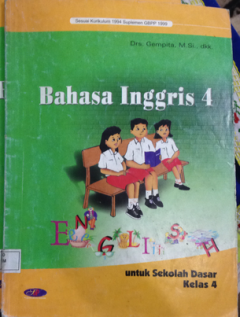 Sesuai Kurikulum 1994 Suplemen GBPP 1999
Drs. Gempita, M.Si., dkk.
Bahasa Inggris 4
ENGLISH
untuk Sekolah Dasar
Kelas 4